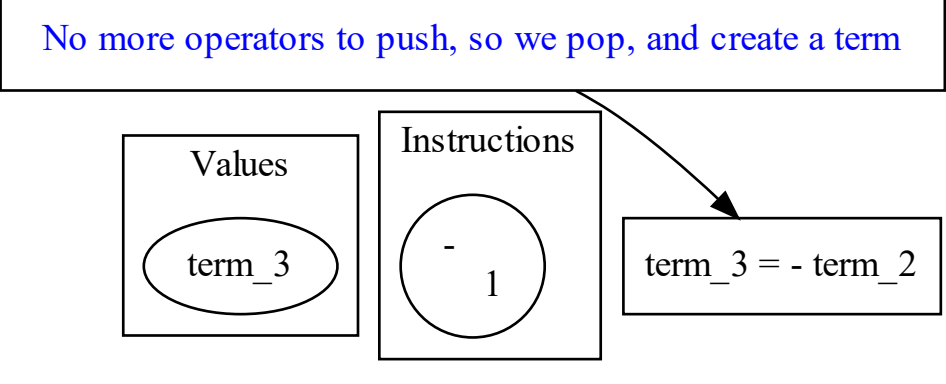 No more operators to push, so we pop, and create a term
Values
term_3
Instructions
-
1
term_3 = - term_2